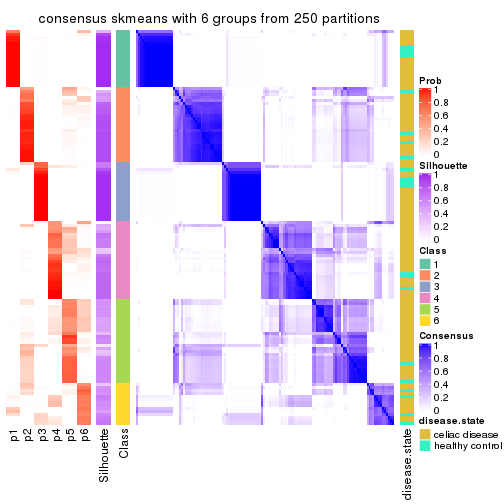 consensus skmeans with 6 groups from 250 partitions
Prob
1
0.8
0.6
0.4
0.2
0
Silhouette
1
0.8
0.6
0.4
0.2
0
Class
1
2
3
4
5
6
Consensus
1
0.8
0.6
0.4
0.2
0
disease.state
celiac disease
healthy control
p1
p2
p3
p4
p5
p6
Silhouette
Class
disease.state